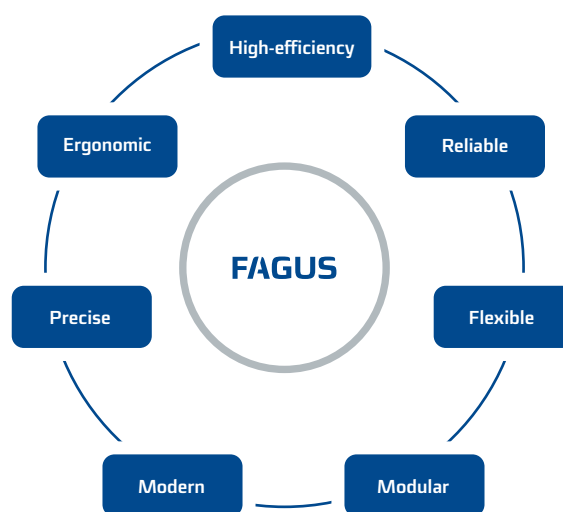 High-efficiency
Ergonomic
Reliable
FAGUS
Precise
Flexible
Modern
Modular